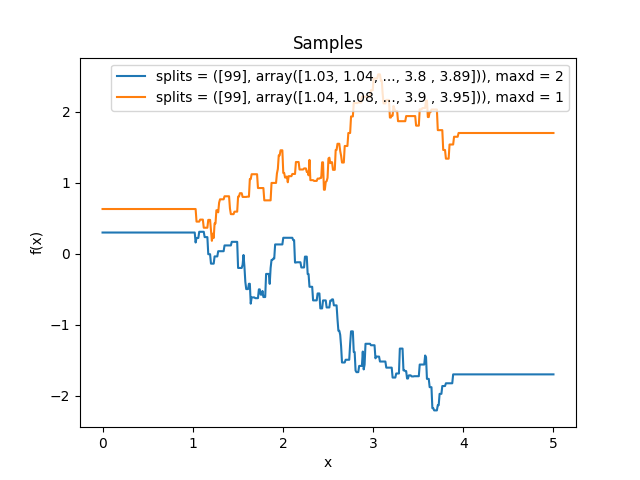 Samples
splits = ([99], array([1.03, 1.04, ..., 3.8 , 3.89])), maxd = 2
splits = ([99], array([1.04, 1.08, ..., 3.9 , 3.95])), maxd = 1
2
1
0
−1
−2
f(x)
0 1 2 3 4 5
x